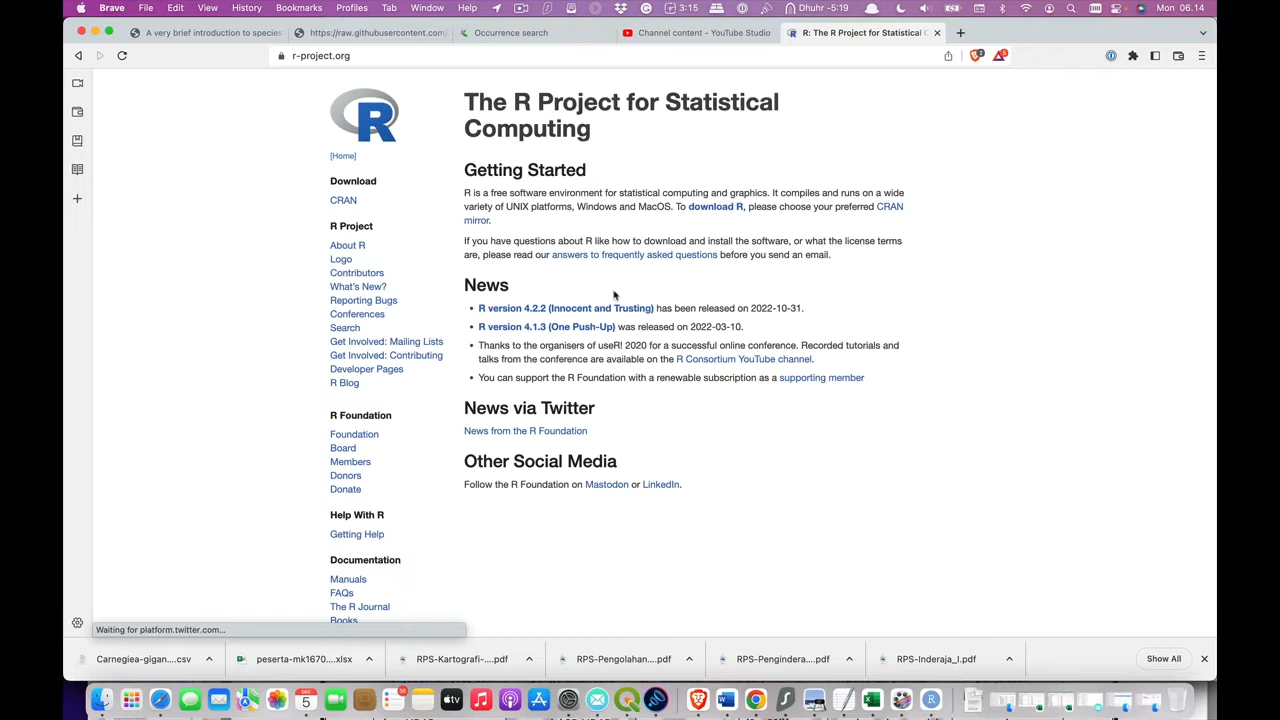 Brave File Edit View History Bookmarks People Tab Window Help 3:15 Dhuhr -5:19 Mon 06.14
A very brief introduction to species
https://raw.githubusercontent.com/
Occurrence search
Channel content – YouTube Studio
R: The R Project for Statistical C
r-project.org
[Home]
Download
CRAN
R Project
About R
Logo
Contributors
What's New?
Reporting Bugs
Conferences
Search
Get Involved: Mailing Lists
Get Involved: Contributing
Developer Pages
R Blog
R Foundation
Foundation
Board
Members
Donors
Donate
Help With R
Getting Help
Documentation
Manuals
FAQs
The R Journal
Books
The R Project for Statistical
Computing
Getting Started
R is a free software environment for statistical computing and graphics. It compiles and runs on a wide
variety of UNIX platforms, Windows and MacOS. To download R, please choose your preferred CRAN
mirror.
If you have questions about R like how to download and install the software, or what the license terms
are, please read our answers to frequently asked questions before you send an email.
News
• R version 4.2.2 (Innocent and Trusting) has been released on 2022-10-31.
• R version 4.1.3 (One Push-Up) was released on 2022-03-10.
• Thanks to the organisers of useR! 2020 for a successful online conference. Recorded tutorials and
talks from the conference are available on the R Consortium YouTube channel.
• You can support the R Foundation with a renewable subscription as a supporting member
News via Twitter
News from the R Foundation
Other Social Media
Follow the R Foundation on Mastodon or LinkedIn.
Waiting for platform.twitter.com...
Carnegiea-gigan....csv
peserta-mk1670....xlsx
RPS-Kartografi-....pdf
RPS-Pengolahan....pdf
RPS-Pengindera....pdf
RPS-Inderaja_I.pdf
Show All